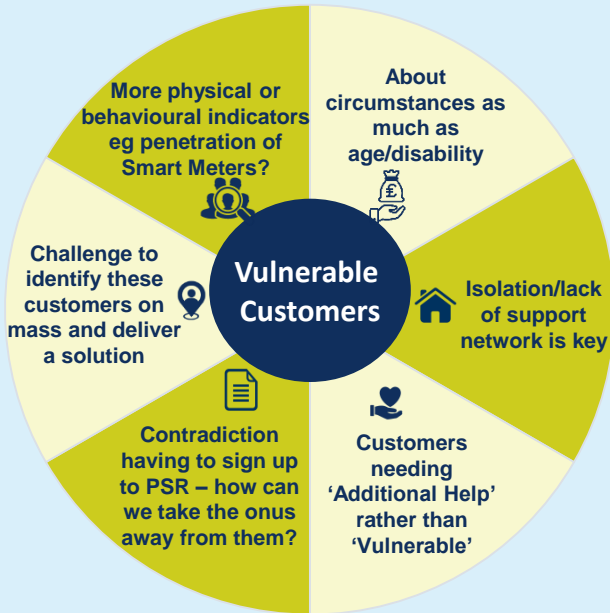 More physical or
behavioural indicators
eg penetration of
Smart Meters?
About
circumstances as
much as
age/disability
£
Challenge to
identify these
customers on
mass and deliver
a solution
Vulnerable
Customers
Isolation/lack
of support
network is key
Contradiction
having to sign up
to PSR – how can
we take the onus
away from them?
Customers
needing
‘Additional Help’
rather than
‘Vulnerable’